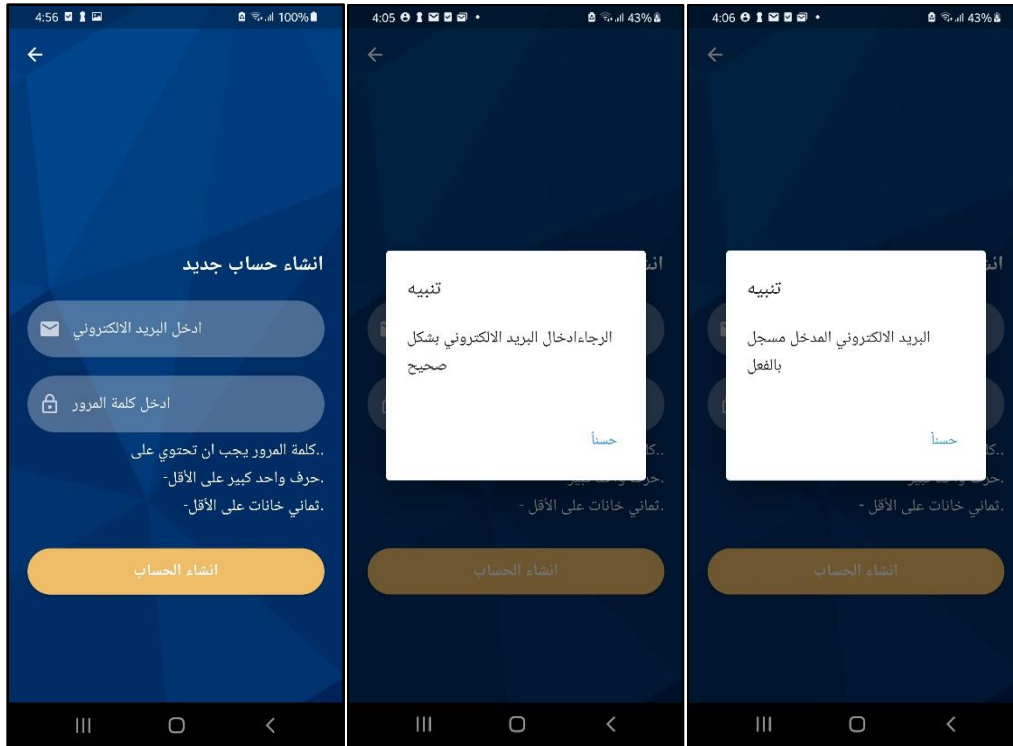 4:56
100%
انشاء حساب جديد
ادخل البريد الالكتروني
ادخل كلمة المرور
..كلمة المرور يجب ان تحتوي على
.حرف واحد كبير على الأقل-
.ثماني خانات على الأقل-
انشاء الحساب
4:05
43%
تنبيه
الرجاءادخال البريد الالكتروني بشكل
صحيح
حسناً
.ثماني خانات على الأقل -
انشاء الحساب
4:06
43%
تنبيه
البريد الالكتروني المدخل مسجل
بالفعل
حسناً
.ثماني خانات على الأقل -
انشاء الحساب